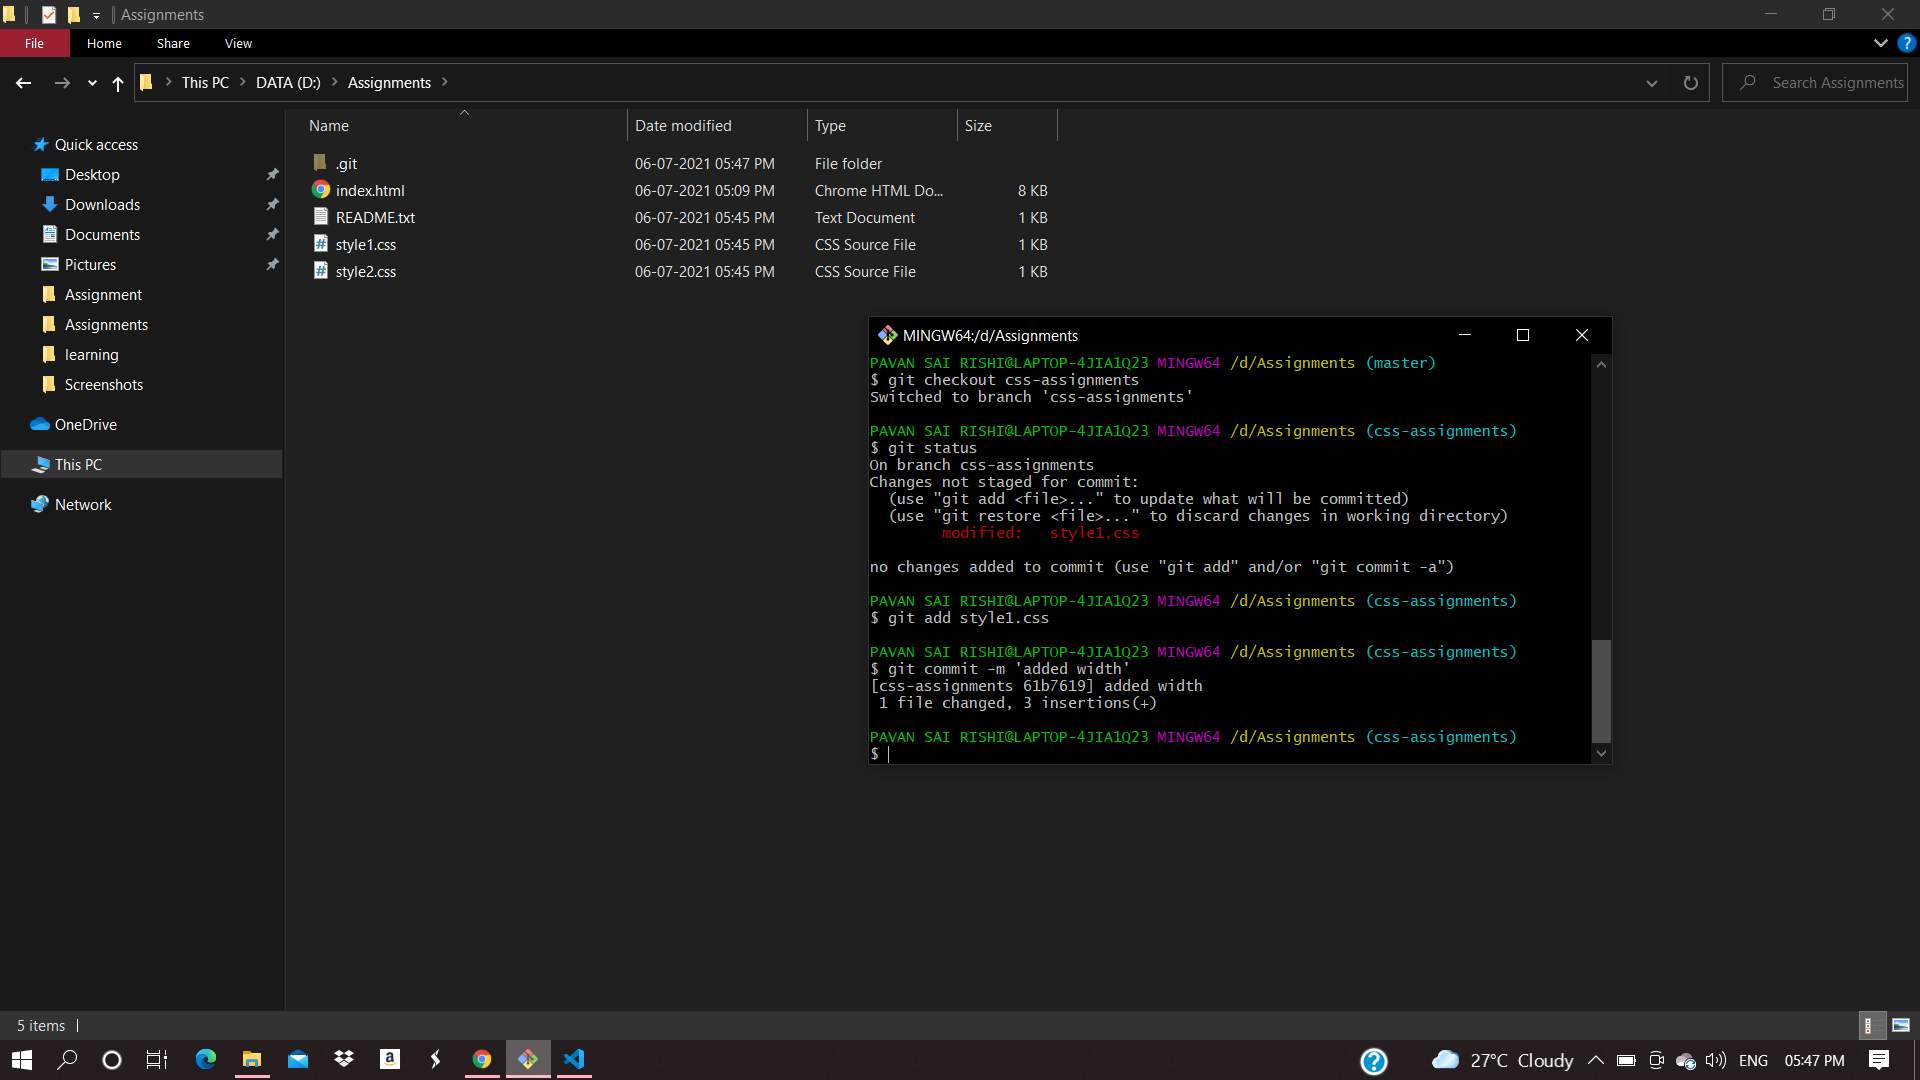 Assignments
File Home Share View
This PC DATA (D:) Assignments
Search Assignments
Name Date modified Type Size
Quick access
Desktop
Downloads
Documents
Pictures
Assignment
Assignments
learning
Screenshots
OneDrive
This PC
Network
.git 06-07-2021 05:47 PM File folder
index.html 06-07-2021 05:09 PM Chrome HTML Do... 8 KB
README.txt 06-07-2021 05:45 PM Text Document 1 KB
style1.css 06-07-2021 05:45 PM CSS Source File 1 KB
style2.css 06-07-2021 05:45 PM CSS Source File 1 KB
MINGW64:/d/Assignments
PAVAN SAI RISHI@LAPTOP-4JIA1Q23 MINGW64 /d/Assignments (master)
$ git checkout css-assignments
Switched to branch 'css-assignments'
PAVAN SAI RISHI@LAPTOP-4JIA1Q23 MINGW64 /d/Assignments (css-assignments)
$ git status
On branch css-assignments
Changes not staged for commit:
(use "git add <file>..." to update what will be committed)
(use "git restore <file>..." to discard changes in working directory)
modified: style1.css
no changes added to commit (use "git add" and/or "git commit -a")
PAVAN SAI RISHI@LAPTOP-4JIA1Q23 MINGW64 /d/Assignments (css-assignments)
$ git add style1.css
PAVAN SAI RISHI@LAPTOP-4JIA1Q23 MINGW64 /d/Assignments (css-assignments)
$ git commit -m 'added width'
[css-assignments 61b7619] added width
1 file changed, 3 insertions(+)
PAVAN SAI RISHI@LAPTOP-4JIA1Q23 MINGW64 /d/Assignments (css-assignments)
$
5 items
27°C Cloudy ENG 05:47 PM